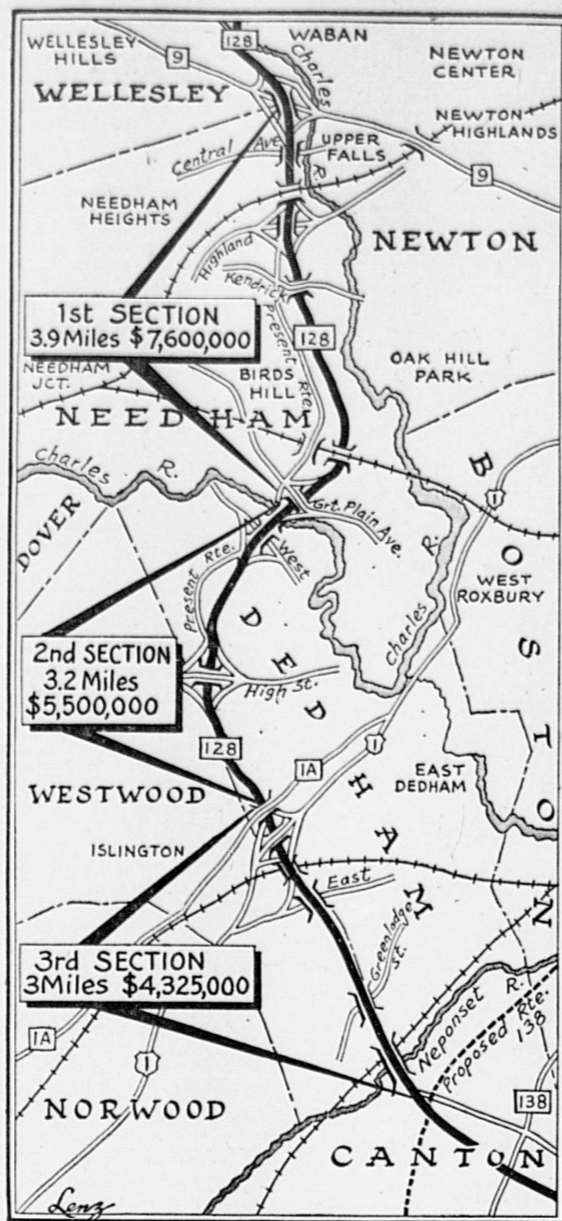 128
WABAN
WELLESLEY
HILLS
9
Charles
NEWTON
CENTER
WELLESLEY
NEWTON
HIGHLANDS
Central Ave.
UPPER
FALLS
R.
9
NEEDHAM
HEIGHTS
NEWTON
Highland
Kendrick
1st SECTION
3.9 Miles $7,600,000
Present Rte.
128
OAK HILL
PARK
NEEDHAM
JCT.
BIRDS
HILL
NEEDHAM
Charles R.
BOSTON
1
DOVER
Grt. Plain Ave.
R.
Present Rte.
West
WEST
ROXBURY
Charles
DEDHAM
2nd SECTION
3.2 Miles
$5,500,000
High St.
128
1A
1
EAST
DEDHAM
WESTWOOD
ISLINGTON
East
Greenlodge
St.
3rd SECTION
3 Miles $4,325,000
Neponset R.
Proposed Rte.
138
1A
1
NORWOOD
138
CANTON
Lenz